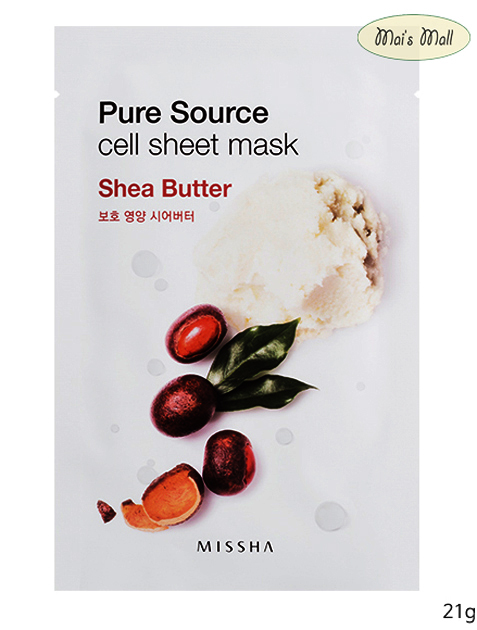 Mai's Mall
Pure Source
cell sheet mask
Shea Butter
보호 영양 시어버터
MISSHA
21g